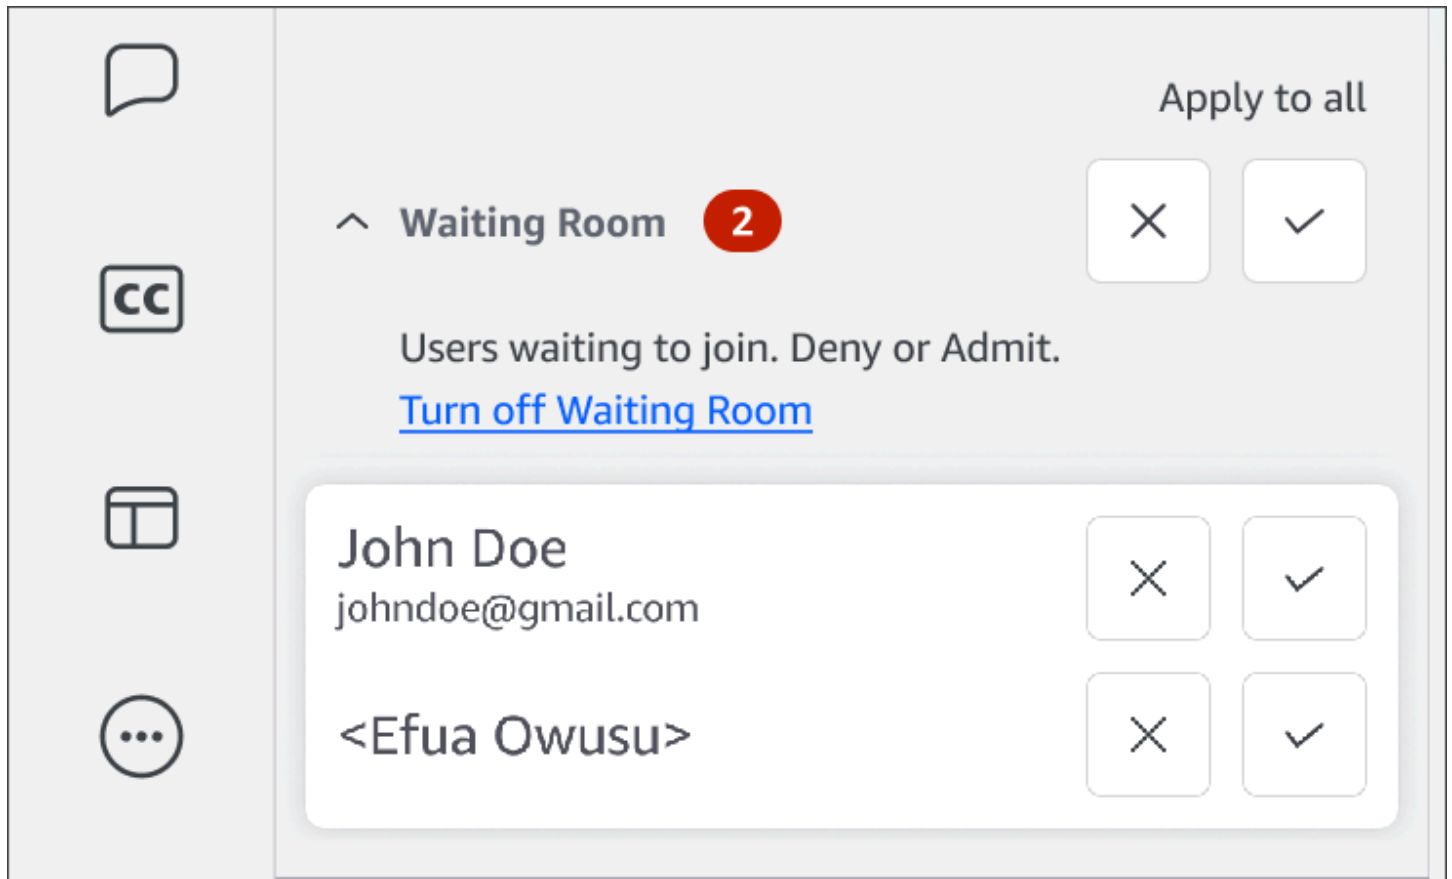 Apply to all
Waiting Room 2
Users waiting to join. Deny or Admit.
Turn off Waiting Room
John Doe
johndoe@gmail.com
<Efua Owusu>
CC